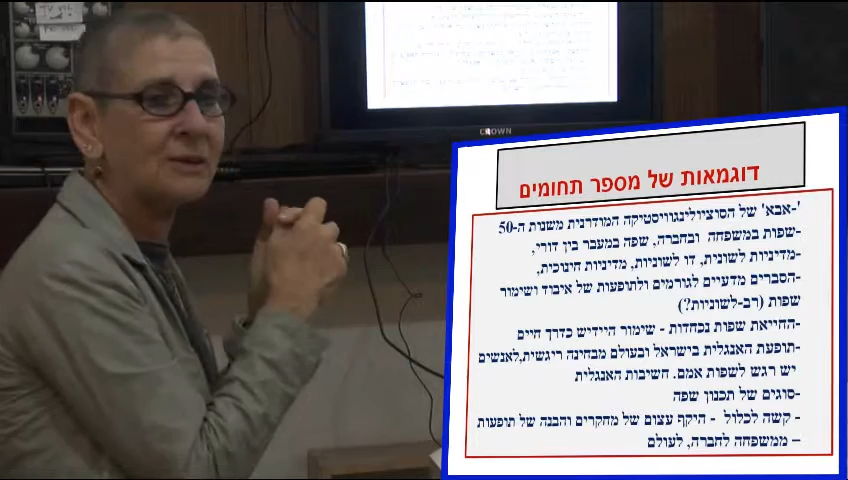 CROWN
דוגמאות של מספר תחומים
'-אבא' של הסוציולינגוויסטיקה המודרנית משנות ה-50
-שפות במשפחה ובחברה, שפה במעבר בין דורי,
-מדיניות לשונית, דו לשוניות, מדיניות חינוכית,
-הסברים מדעיים לגורמים ולתופעות של איבוד ושימור
שפות (רב-לשוניות?)
-החייאת שפות נכחדות - שימור היידיש כדרך חיים
-תופעת האנגלית בישראל ובעולם מבחינה ריגשית,לאנשים
יש רגש לשפות אמם. חשיבות האנגלית
-סוגים של תכנון שפה
- קשה לכלול - היקף עצום של מחקרים והבנה של תופעות
– ממשפחה לחברה, לעולם